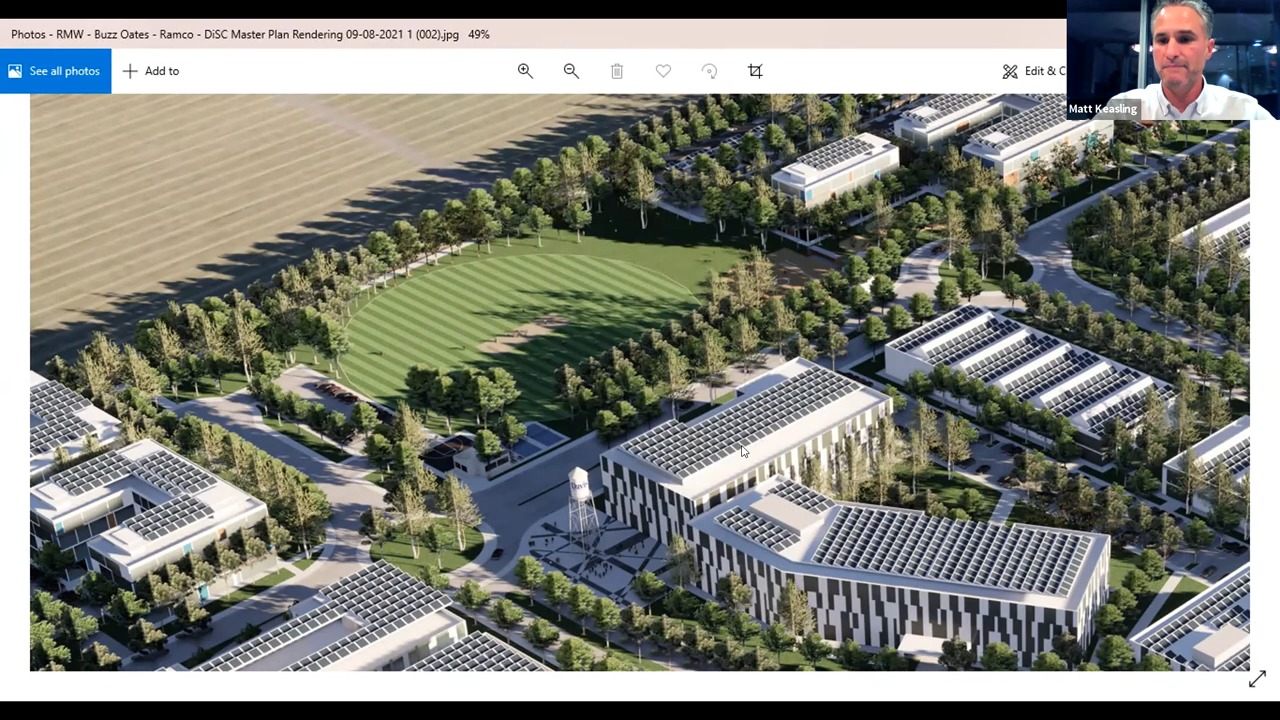 Photos - RMW - Buzz Oates - Ramco - DiSC Master Plan Rendering 09-08-2021 1 (002).jpg 49%
See all photos
Add to
Edit & C
Matt Keasling